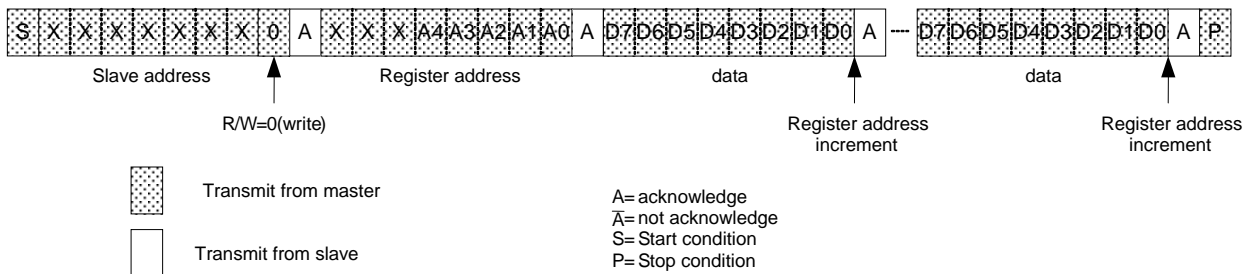 S X X X X X X X 0 A X X X A4 A3 A2 A1 A0 A D7 D6 D5 D4 D3 D2 D1 D0 A ---- D7 D6 D5 D4 D3 D2 D1 D0 A P
Slave address Register address data data
R/W=0(write)
Register address
increment
Register address
increment
Transmit from master
Transmit from slave
A= acknowledge
A̅= not acknowledge
S= Start condition
P= Stop condition